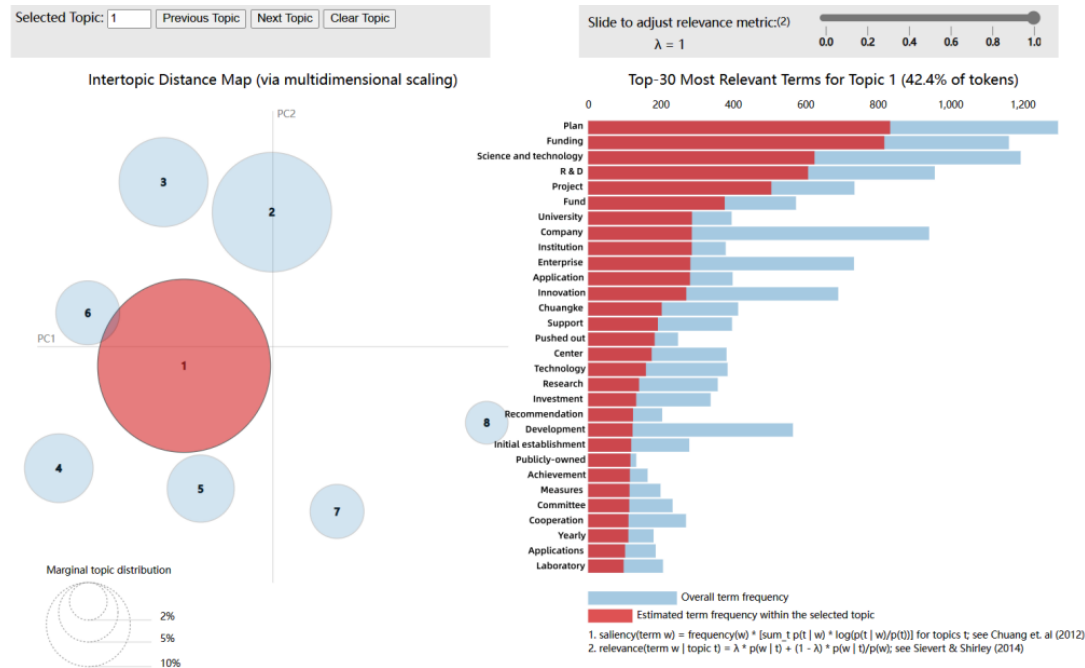 Selected Topic: 1 Previous Topic Next Topic Clear Topic
Slide to adjust relevance metric:(2)
λ = 1
0.0 0.2 0.4 0.6 0.8 1.0
Intertopic Distance Map (via multidimensional scaling)
PC2
PC1
3
2
6
1
8
4
5
7
Marginal topic distribution
2%
5%
10%
Top-30 Most Relevant Terms for Topic 1 (42.4% of tokens)
0 200 400 600 800 1,000 1,200
Plan
Funding
Science and technology
R & D
Project
Fund
University
Company
Institution
Enterprise
Application
Innovation
Chuangke
Support
Pushed out
Center
Technology
Research
Investment
Recommendation
Development
Initial establishment
Publicly-owned
Achievement
Measures
Committee
Cooperation
Yearly
Applications
Laboratory
Overall term frequency
Estimated term frequency within the selected topic
1. saliency(term w) = frequency(w) * [sum_t p(t | w) * log(p(t | w)/p(t))] for topics t; see Chuang et. al (2012)
2. relevance(term w | topic t) = λ * p(w | t) + (1 - λ) * p(w | t)/p(w); see Sievert & Shirley (2014)